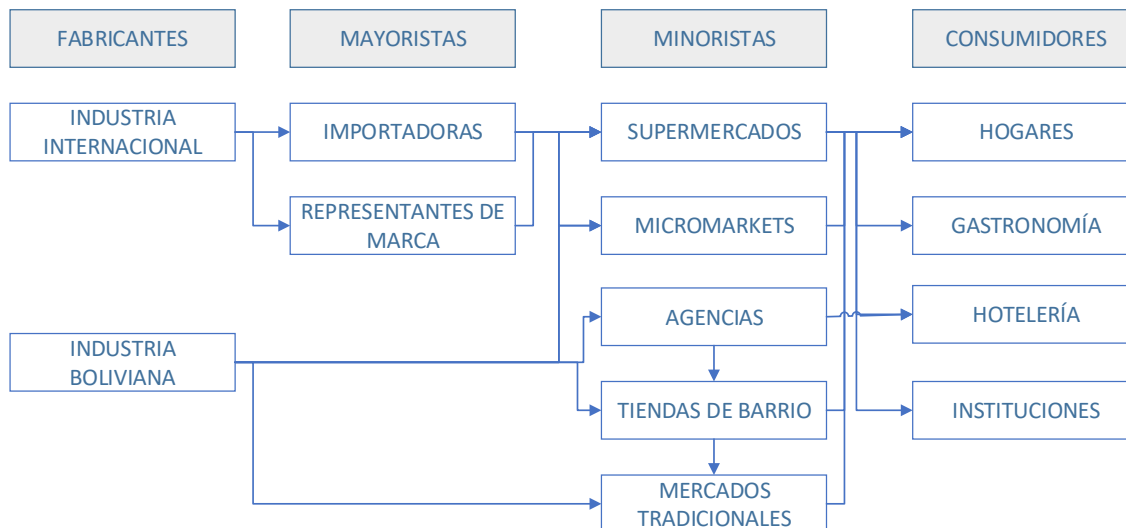 FABRICANTES
MAYORISTAS
MINORISTAS
CONSUMIDORES
INDUSTRIA
INTERNACIONAL
IMPORTADORAS
SUPERMERCADOS
HOGARES
REPRESENTANTES DE
MARCA
MICROMARKETS
GASTRONOMÍA
AGENCIAS
HOTELERÍA
INDUSTRIA
BOLIVIANA
TIENDAS DE BARRIO
INSTITUCIONES
MERCADOS
TRADICIONALES